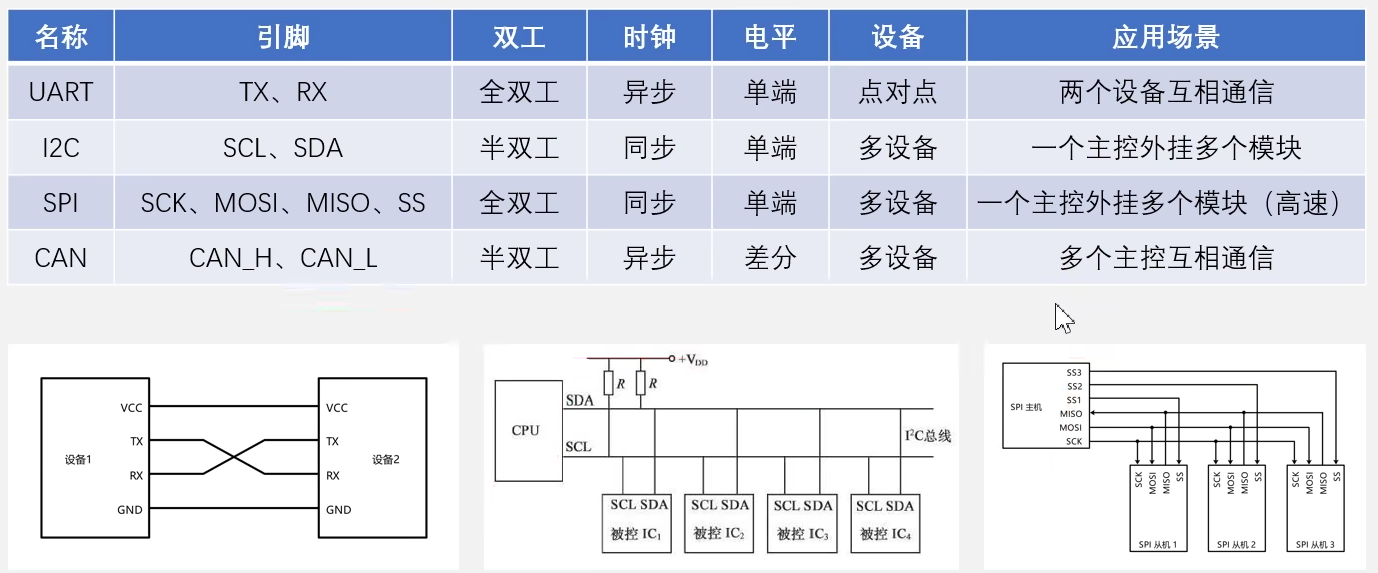 名称 引脚 双工 时钟 电平 设备 应用场景
UART TX、RX 全双工 异步 单端 点对点 两个设备互相通信
I2C SCL、SDA 半双工 同步 单端 多设备 一个主控外挂多个模块
SPI SCK、MOSI、MISO、SS 全双工 同步 单端 多设备 一个主控外挂多个模块（高速）
CAN CAN_H、CAN_L 半双工 异步 差分 多设备 多个主控互相通信
VCC VCC
TX TX
设备1 设备2
RX RX
GND GND
+VDD
R R
SDA
CPU
I²C总线
SCL
SCL SDA SCL SDA SCL SDA SCL SDA
被控 IC1 被控 IC2 被控 IC3 被控 IC4
SS3
SS2
SS1
SPI 主机
MISO
MOSI
SCK
SCK MOSI MISO SS SCK MOSI MISO SS SCK MOSI MISO SS
SPI 从机 1 SPI 从机 2 SPI 从机 3